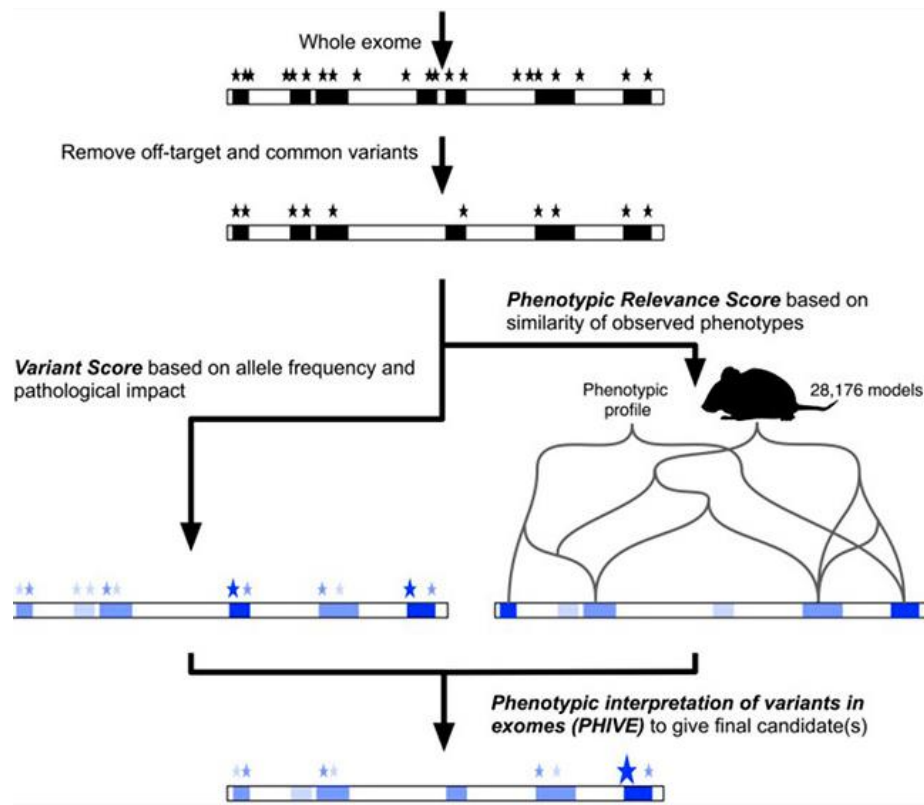 Whole exome
Remove off-target and common variants
Phenotypic Relevance Score based on
similarity of observed phenotypes
Variant Score based on allele frequency and
pathological impact
Phenotypic
profile
28,176 models
Phenotypic interpretation of variants in
exomes (PHIVE) to give final candidate(s)